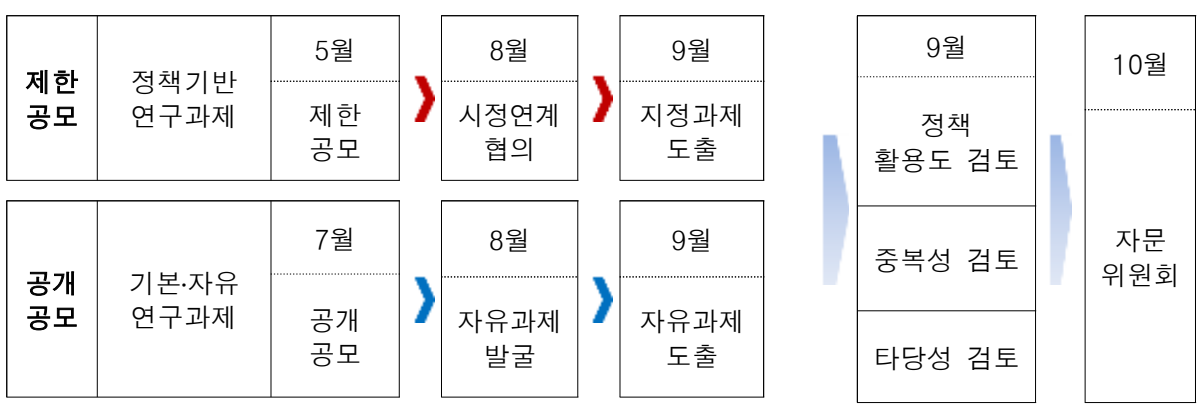 제한
공모
정책기반
연구과제
5월
제한
공모
8월
시정연계
협의
9월
지정과제
도출
공개
공모
기본·자유
연구과제
7월
공개
공모
8월
자유과제
발굴
9월
자유과제
도출
9월
정책
활용도 검토
중복성 검토
타당성 검토
10월
자문
위원회